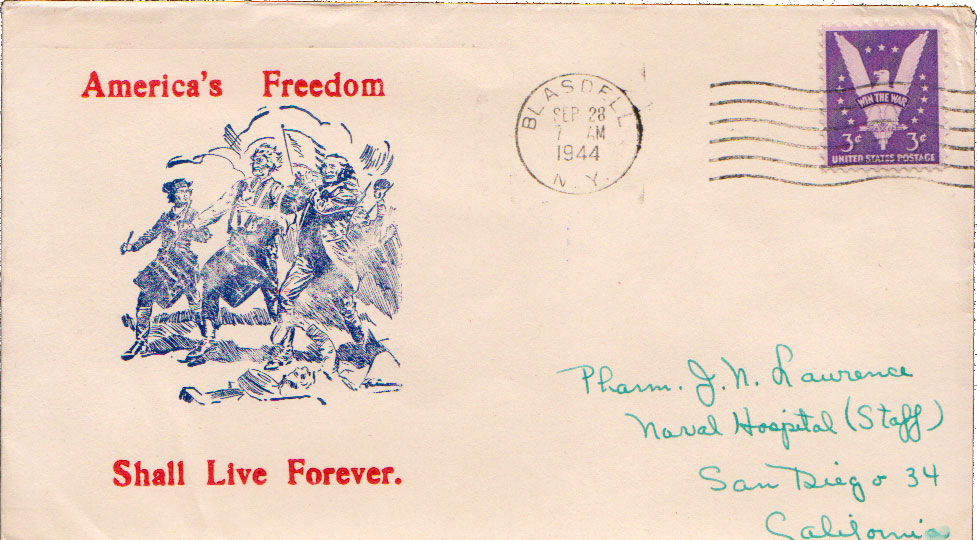 America's Freedom
BLASDELL
SEP 28
7 AM
1944
N.Y.
WIN THE WAR
3¢ 3¢
UNITED STATES POSTAGE
Pharm. J. N. Lawrence
Naval Hospital (Staff)
San Diego 34
California
Shall Live Forever.